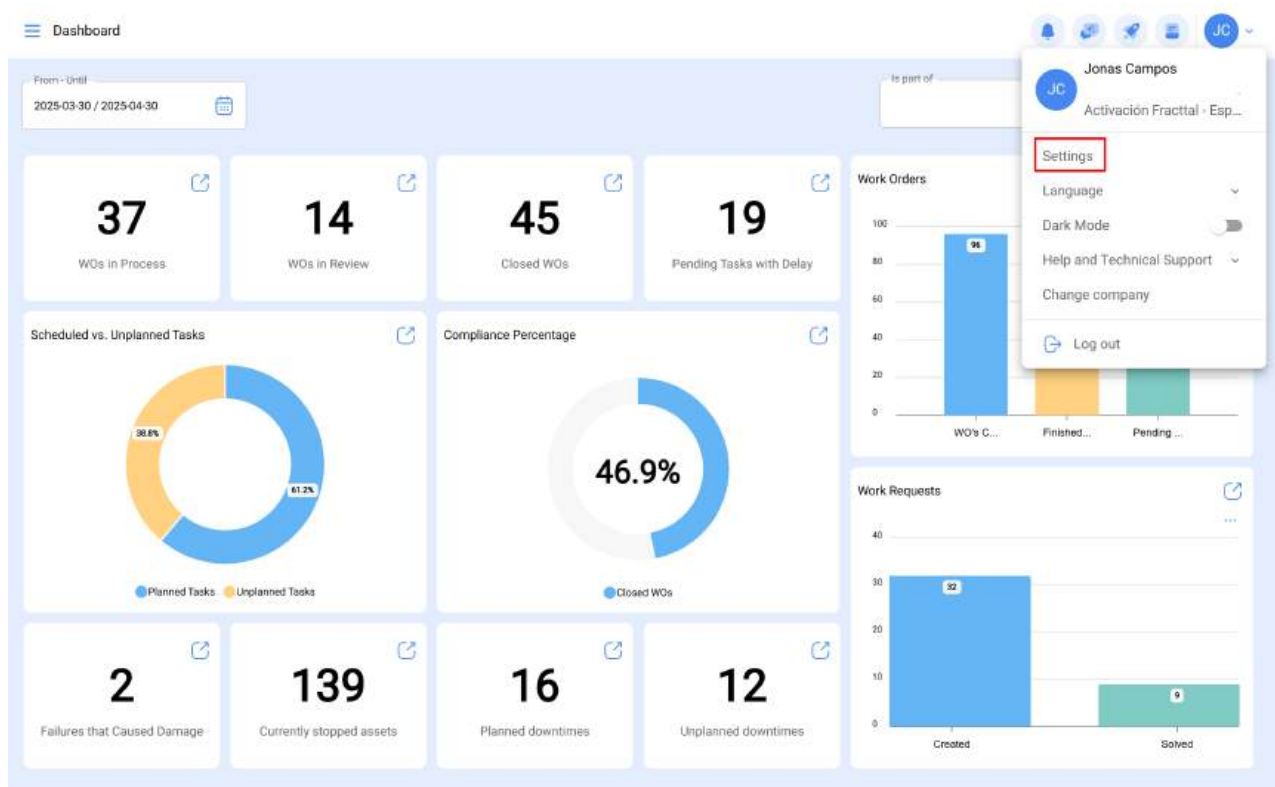 Dashboard
JC
From - Until
2025-03-30 / 2025-04-30
Is part of
JC
Jonas Campos
Activación Fracttal - Esp...
Settings
Language
Dark Mode
Help and Technical Support
Change company
Log out
37
WOs in Process
14
WOs in Review
45
Closed WOs
19
Pending Tasks with Delay
Work Orders
100
80
60
40
20
0
96
WO's C...
Finished...
Pending ...
Scheduled vs. Unplanned Tasks
38.8%
61.2%
Planned Tasks
Unplanned Tasks
Compliance Percentage
46.9%
Closed WOs
Work Requests
...
40
30
20
10
0
32
9
Created
Solved
2
Failures that Caused Damage
139
Currently stopped assets
16
Planned downtimes
12
Unplanned downtimes